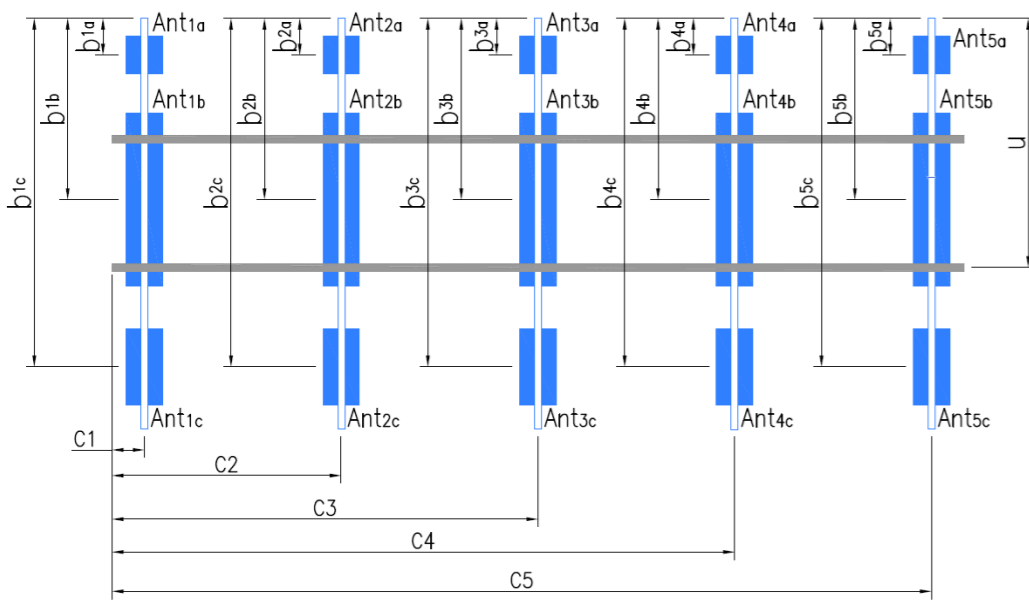 b1a Ant1a b2a Ant2a b3a Ant3a b4a Ant4a b5a Ant5a
b1b Ant1b b2b Ant2b b3b Ant3b b4b Ant4b b5b Ant5b
u
b1c b2c b3c b4c b5c
Ant1c Ant2c Ant3c Ant4c Ant5c
C1
C2
C3
C4
C5